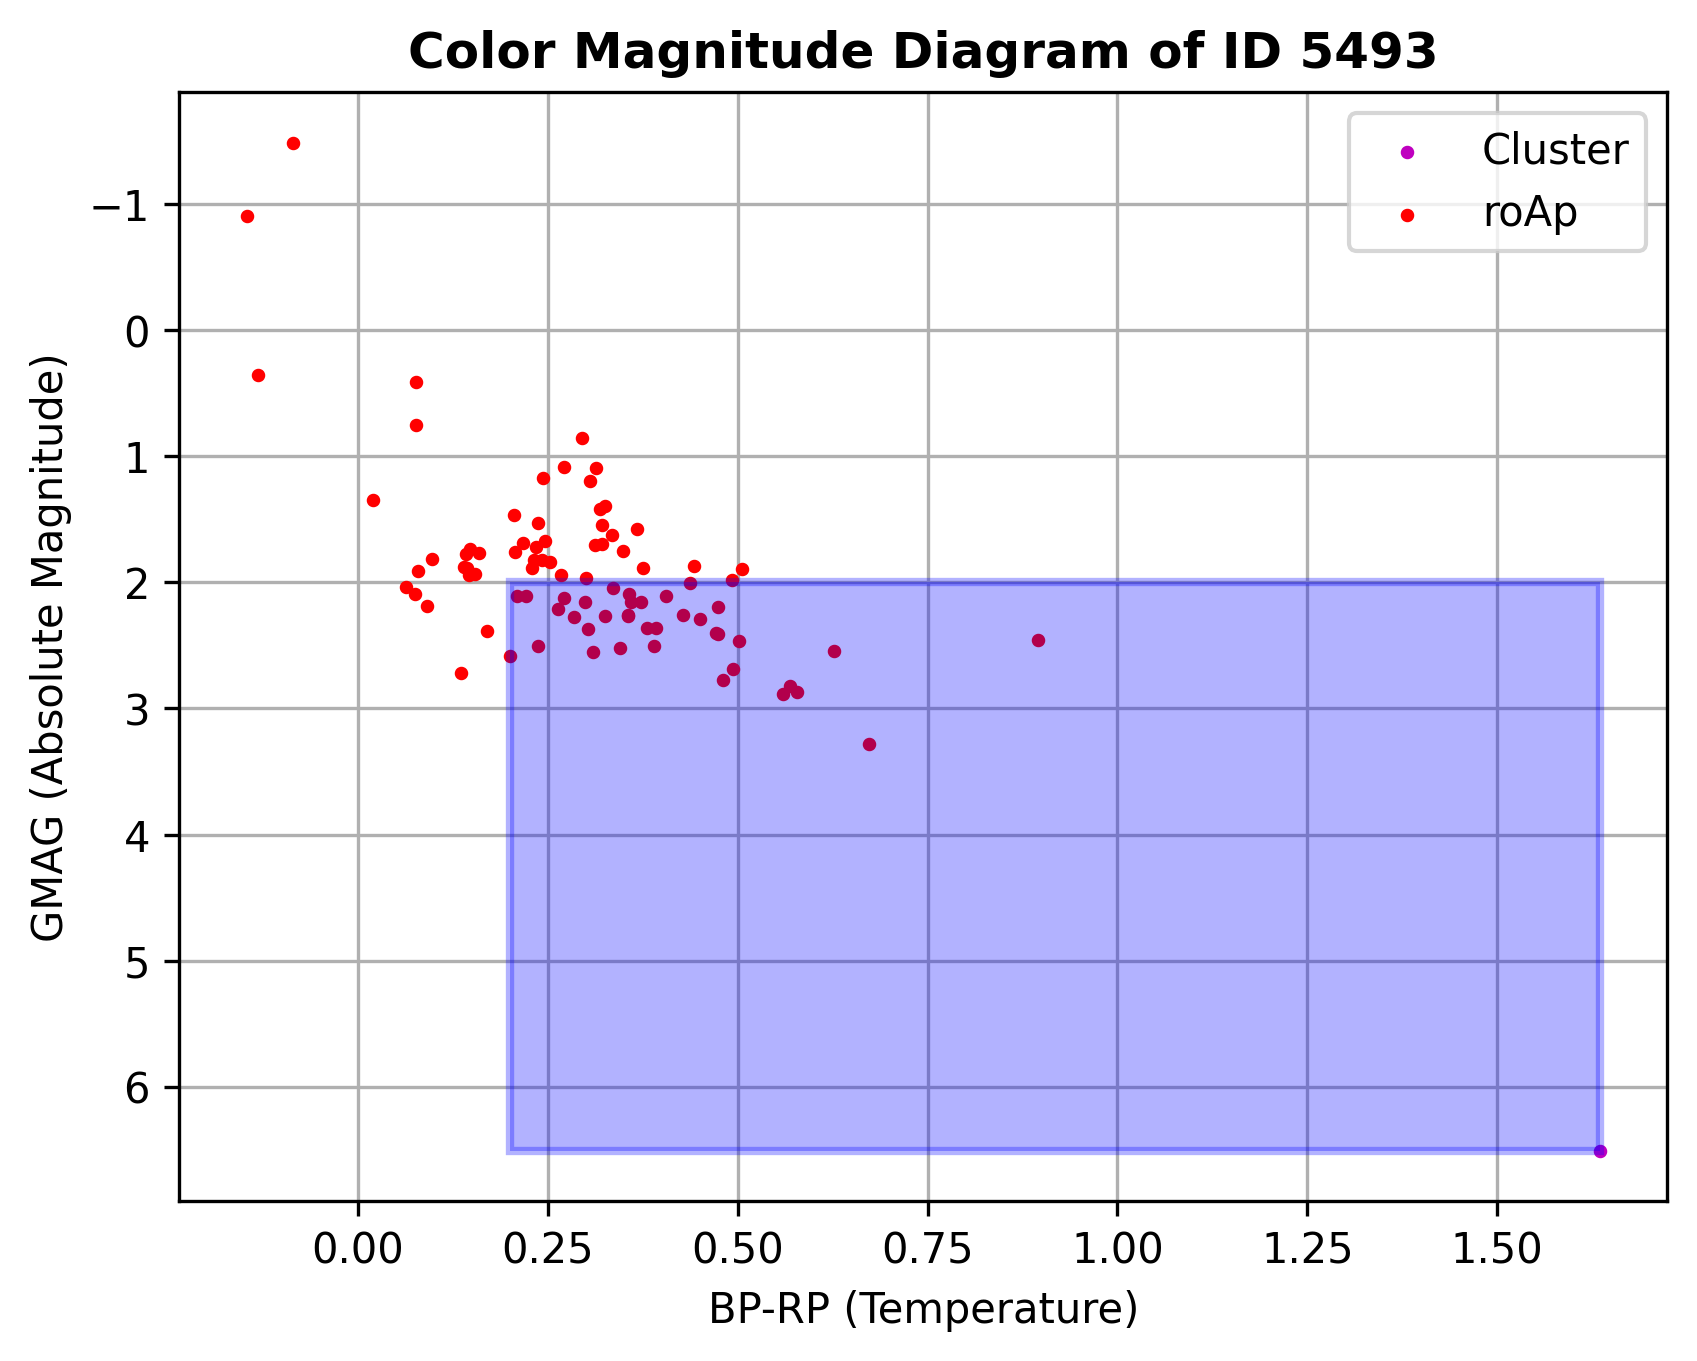 Color Magnitude Diagram of ID 5493
Cluster
roAp
−1
0
1
2
3
4
5
6
GMAG (Absolute Magnitude)
0.00 0.25 0.50 0.75 1.00 1.25 1.50
BP-RP (Temperature)